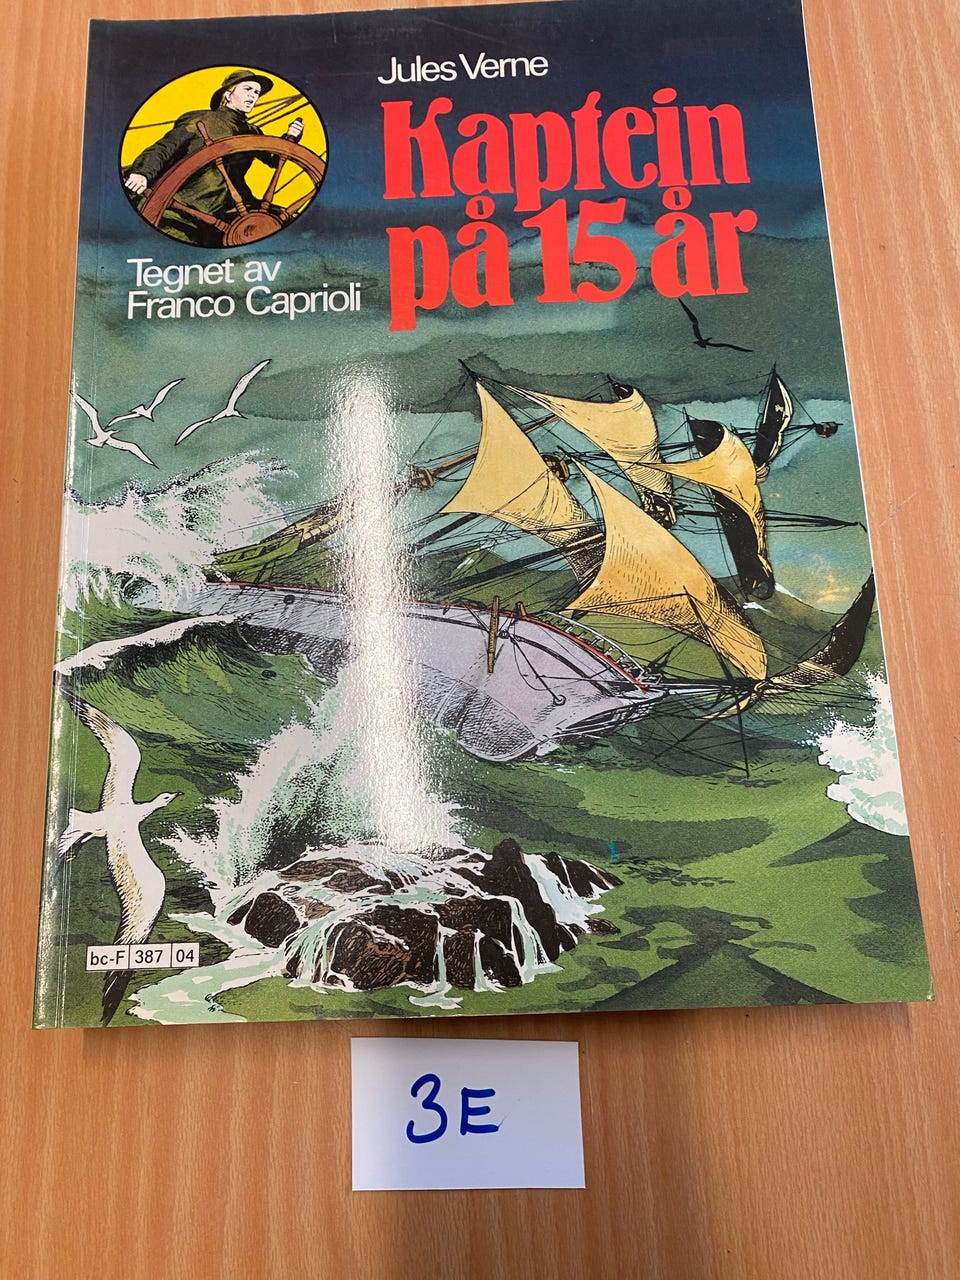 Jules Verne
Kaptein
på 15 år
Tegnet av
Franco Caprioli
bc-F 387 04
3E